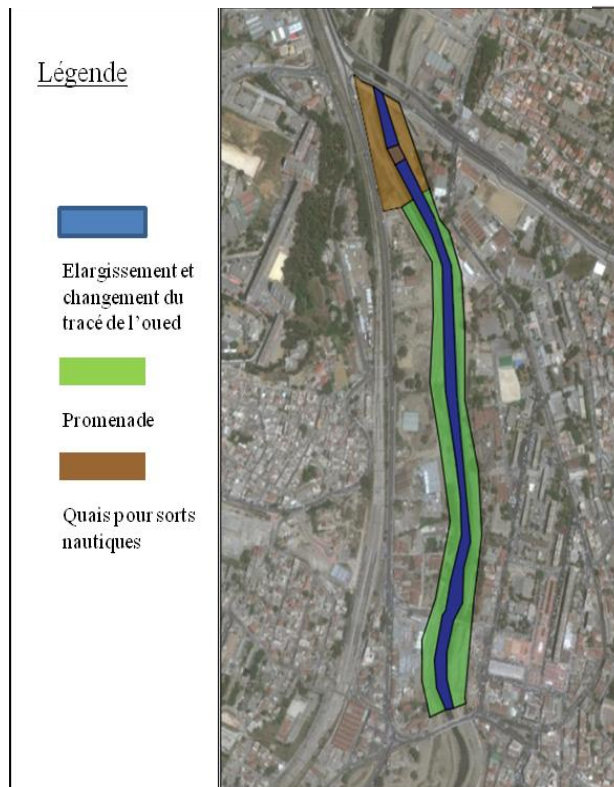 Légende
Elargissement et
changement du
tracé de l’oued
Promenade
Quais pour sorts
nautiques